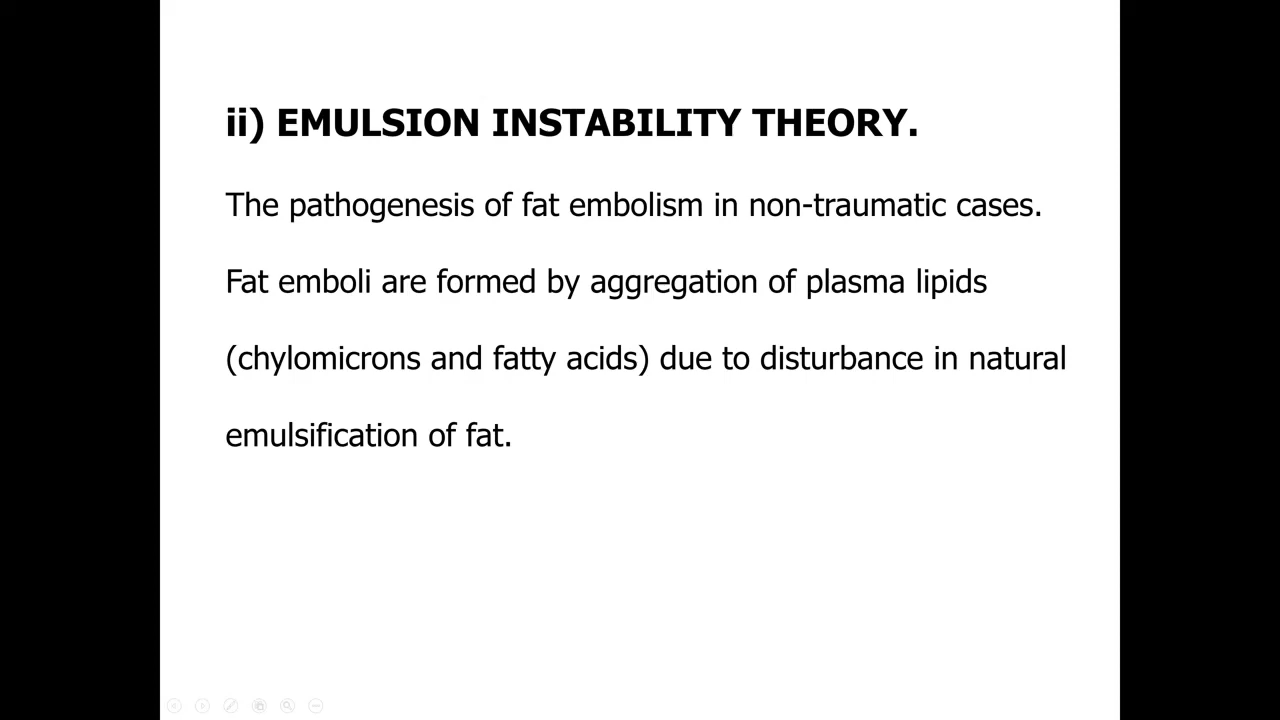 ii) EMULSION INSTABILITY THEORY.
The pathogenesis of fat embolism in non-traumatic cases.
Fat emboli are formed by aggregation of plasma lipids
(chylomicrons and fatty acids) due to disturbance in natural
emulsification of fat.